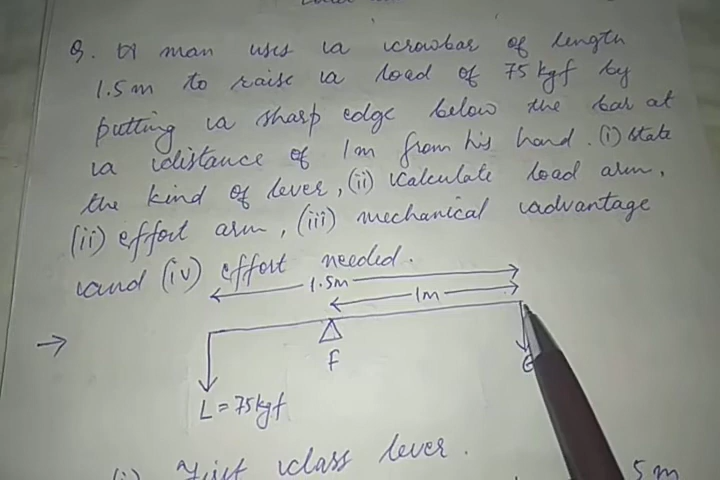 Q. A man uses a crowbar of length
1.5m to raise a load of 75 kgf by
putting a sharp edge below the bar at
a distance of 1m from his hand. (i) state
the kind of lever, (ii) calculate load arm,
(ii) effort arm, (iii) mechanical advantage
and (iv) effort needed.
1.5m
1m
F
L = 75kgf
(i) First class lever.
5m